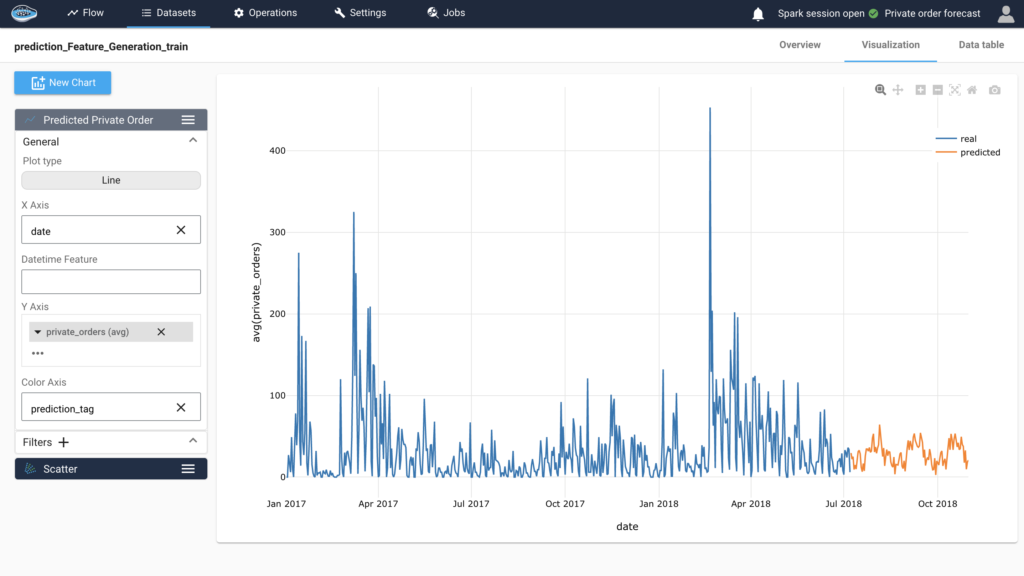 Flow
Datasets
Operations
Settings
Jobs
Spark session open
Private order forecast
prediction_Feature_Generation_train
Overview
Visualization
Data table
New Chart
Predicted Private Order
General
Plot type
Line
X Axis
date
Datetime Feature
Y Axis
private_orders (avg)
Color Axis
prediction_tag
Filters
Scatter
real
predicted
avg(private_orders)
400
300
200
100
0
Jan 2017
Apr 2017
Jul 2017
Oct 2017
Jan 2018
Apr 2018
Jul 2018
Oct 2018
date